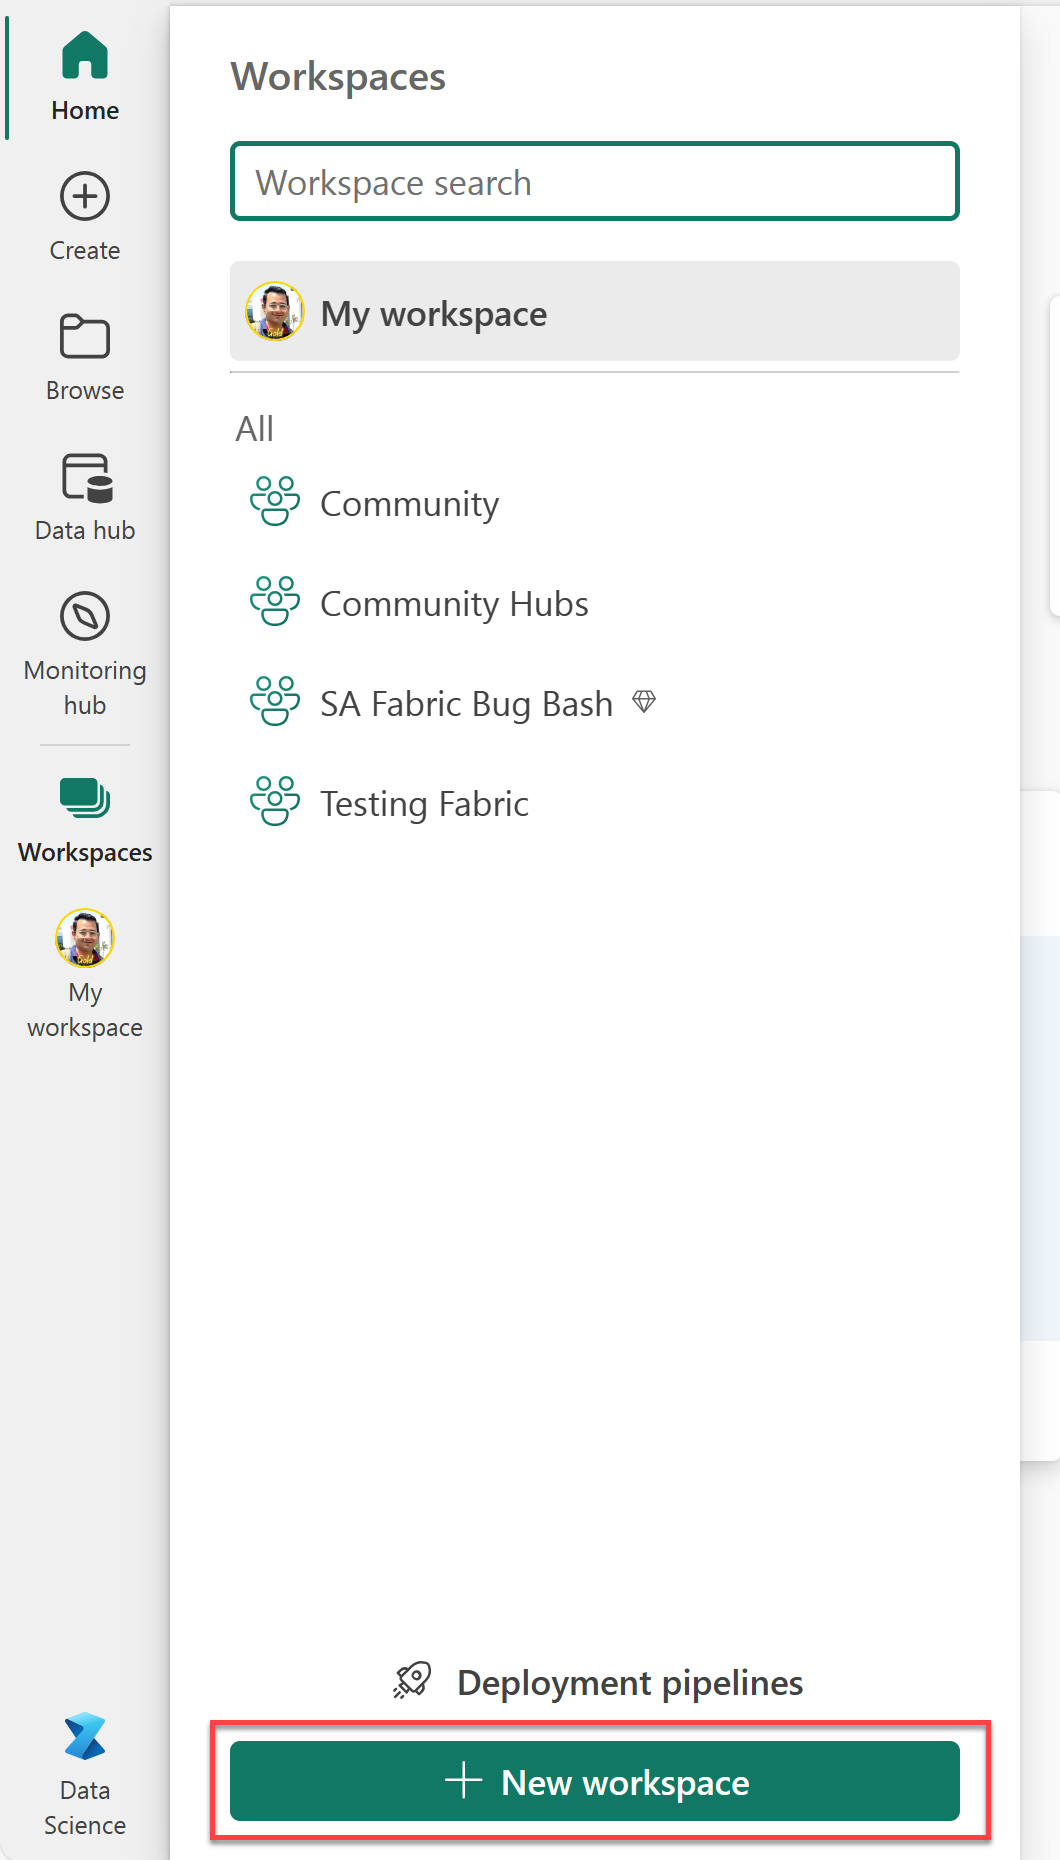 Home
Create
Browse
Data hub
Monitoring
hub
Workspaces
My
workspace
Data
Science
Workspaces
Workspace search
My workspace
All
Community
Community Hubs
SA Fabric Bug Bash
Testing Fabric
Deployment pipelines
New workspace